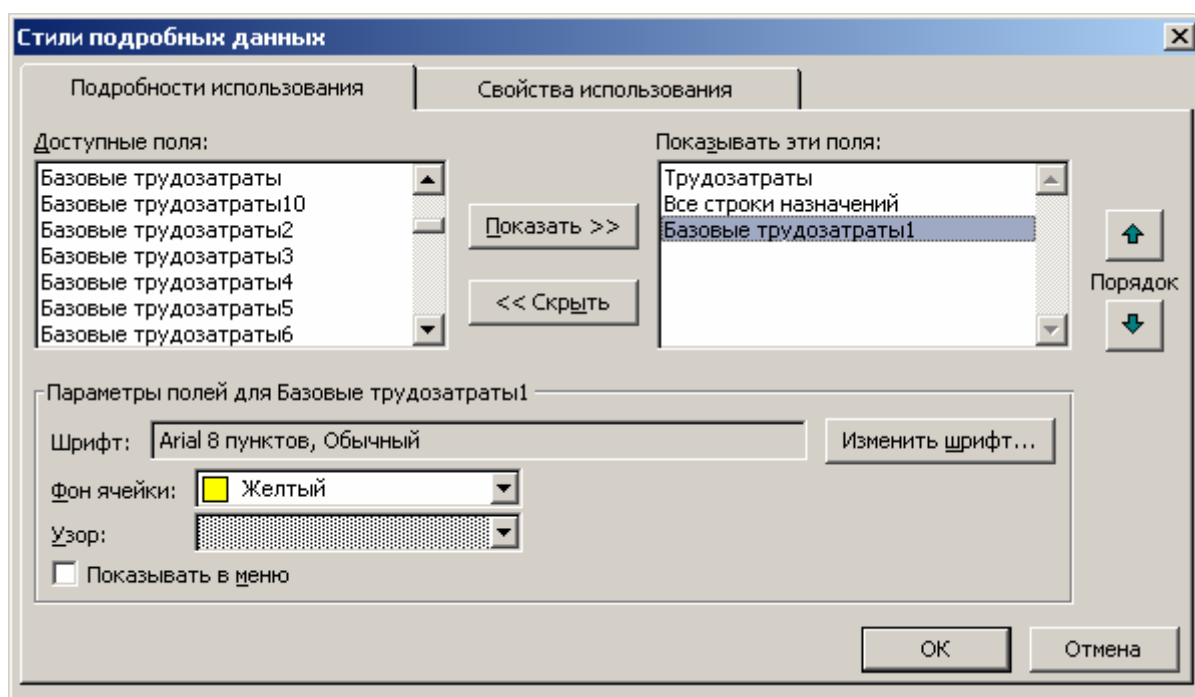 Стили подробных данных
Подробности использования
Свойства использования
Доступные поля:
Базовые трудозатраты
Базовые трудозатраты10
Базовые трудозатраты2
Базовые трудозатраты3
Базовые трудозатраты4
Базовые трудозатраты5
Базовые трудозатраты6
Показать >>
<< Скрыть
Показывать эти поля:
Трудозатраты
Все строки назначений
Базовые трудозатраты1
Порядок
Параметры полей для Базовые трудозатраты1
Шрифт: Arial 8 пунктов, Обычный
Изменить шрифт...
Фон ячейки: Желтый
Узор:
Показывать в меню
ОК
Отмена